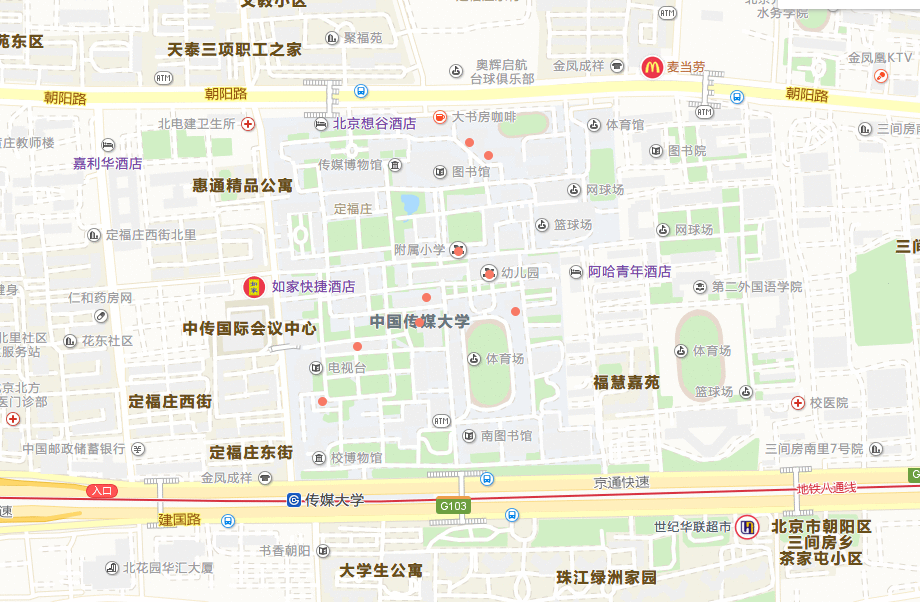 文教小区
苑东区
天泰三项职工之家
聚福苑
ATM
奥辉启航
台球俱乐部
金凤成祥
麦当劳
ATM
水务学院
金凤凰KTV
朝阳路
朝阳路
朝阳路
北电建卫生所
北京想谷酒店
大书房咖啡
体育馆
ATM
三间房
庄教师楼
嘉利华酒店
传媒博物馆
图书馆
图书院
惠通精品公寓
网球场
定福庄
定福庄西街北里
附属小学
篮球场
网球场
三间
幼儿园
阿哈青年酒店
如家快捷酒店
第二外国语学院
健身
仁和药房网
中传国际会议中心
中国传媒大学
北里社区
服务站
花东社区
电视台
体育场
体育场
福慧嘉苑
篮球场
京北方
医门诊部
定福庄西街
校医院
ATM
南图书馆
中国邮政储蓄银行
定福庄东街
校博物馆
三间房南里7号院
金凤成祥
京通快速
G
入口
传媒大学
G103
地铁八通线
速
建国路
世纪华联超市
北京市朝阳区
三间房乡
茶家屯小区
书香朝阳
北花园华汇大厦
大学生公寓
珠江绿洲家园